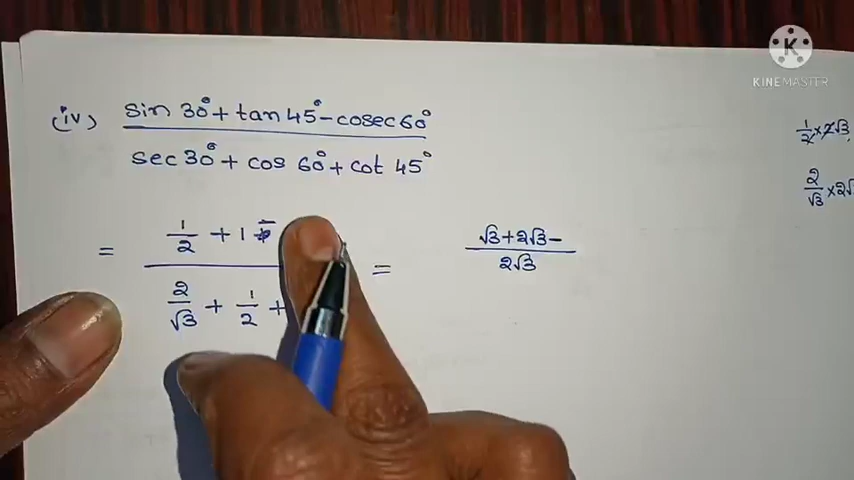 KINEMASTER
(iv) sin 30° + tan 45° - cosec 60°
sec 30° + cos 60° + cot 45°
= 1/2 + 1 -
2/√3 + 1/2 +
= √3 + 2√3 -
2√3
1/2 × 2√3,
2/√3 × 2√